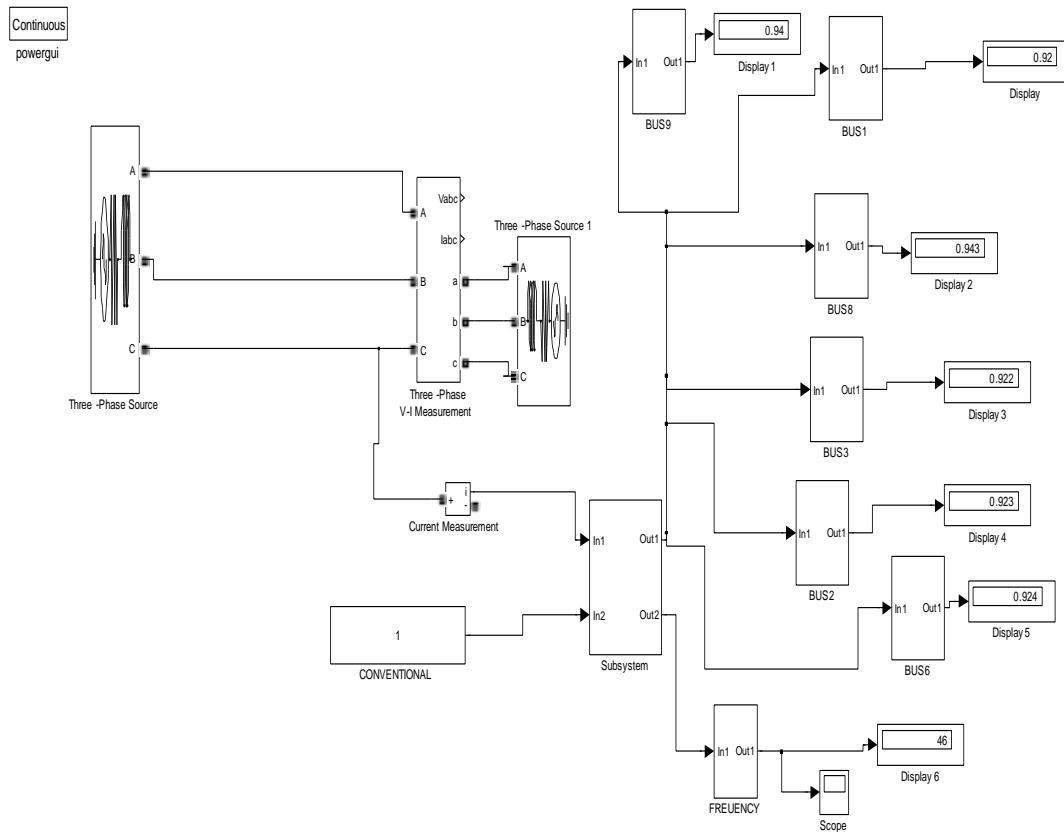 Continuous
powergui
A
B
C
Three -Phase Source
A
B
C
Vabc
Iabc
a
b
c
Three -Phase
V-I Measurement
Three -Phase Source 1
A
B
C
+
i
-
Current Measurement
1
CONVENTIONAL
In1
In2
Out1
Out2
Subsystem
In1
Out1
BUS9
0.94
Display 1
In1
Out1
BUS1
0.92
Display
In1
Out1
BUS8
0.943
Display 2
In1
Out1
BUS3
0.922
Display 3
In1
Out1
BUS2
0.923
Display 4
In1
Out1
BUS6
0.924
Display 5
In1
Out1
FREUENCY
46
Display 6
Scope